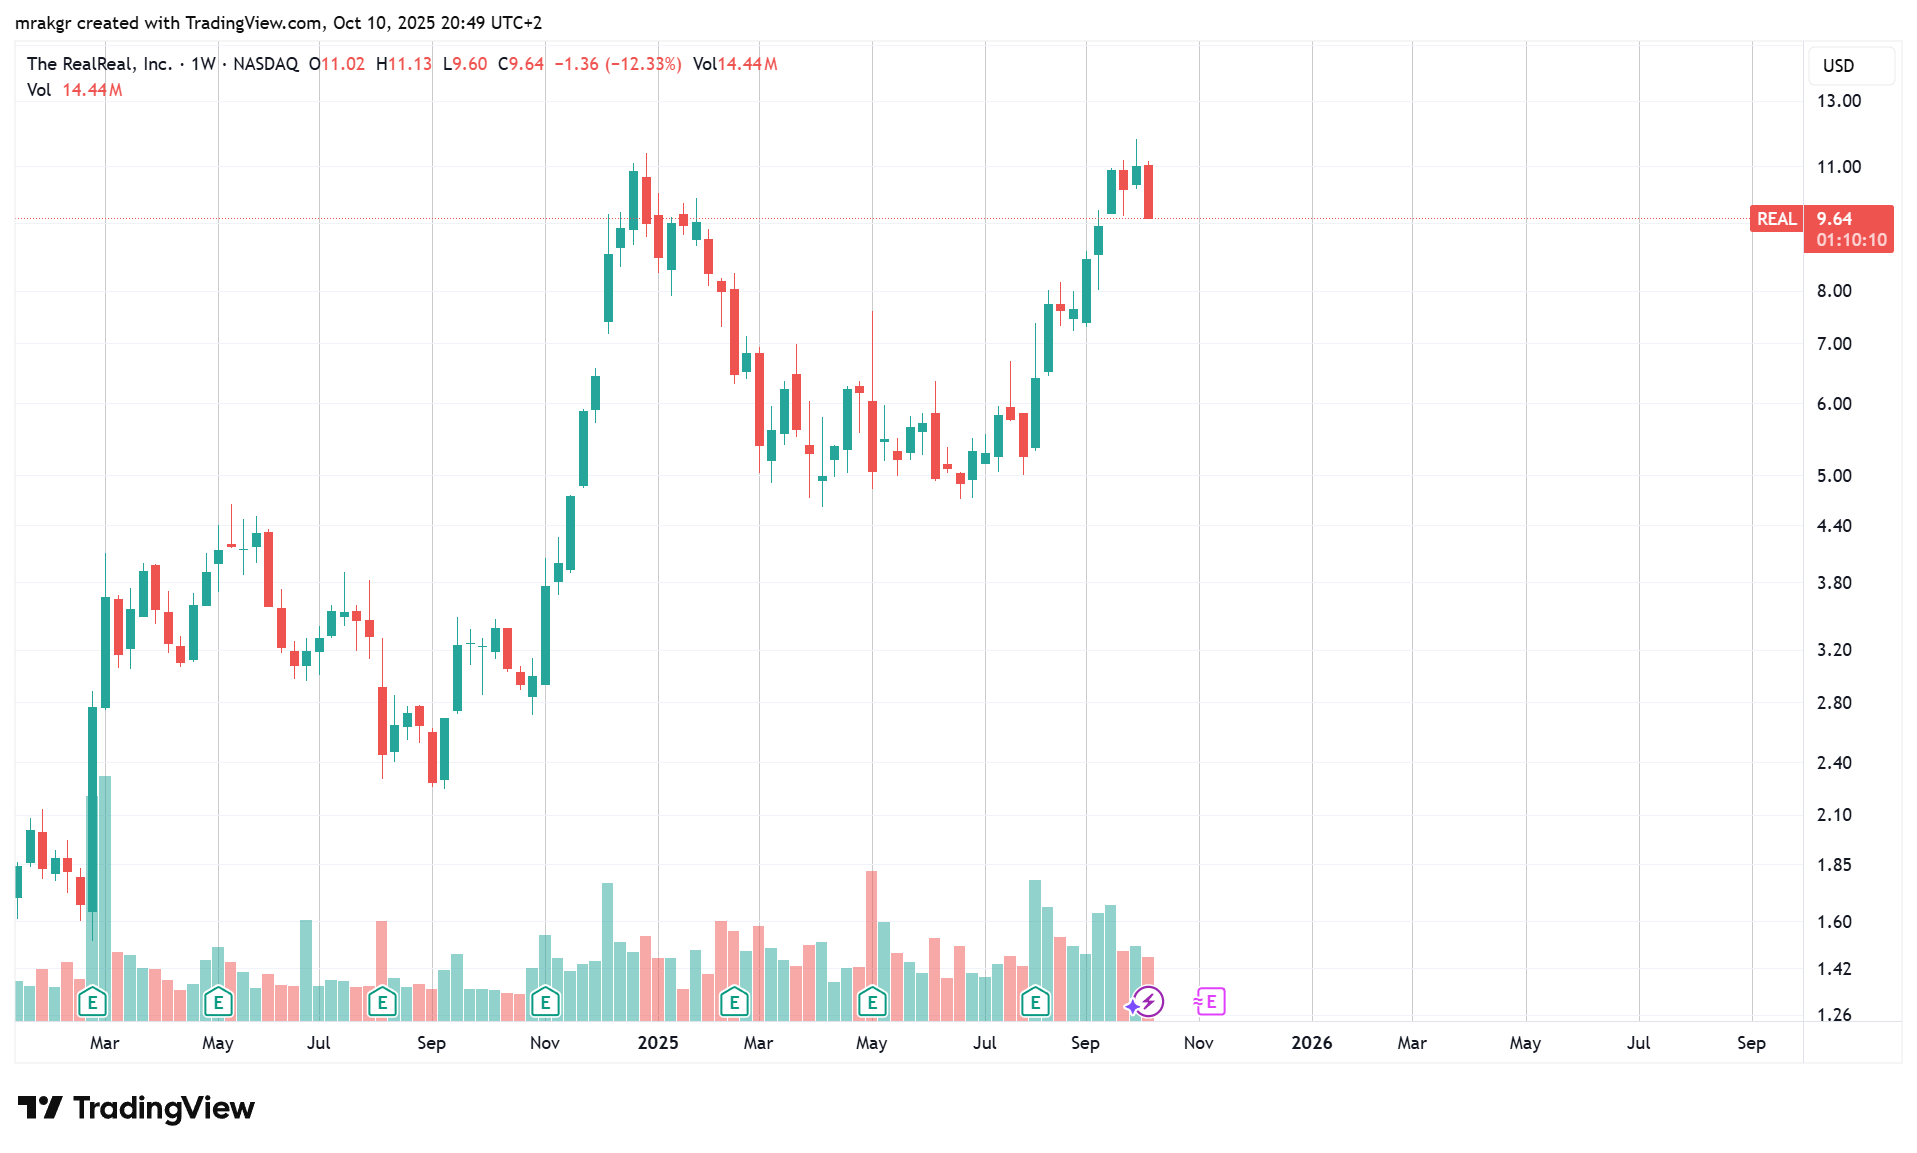 mrakgr created with TradingView.com, Oct 10, 2025 20:49 UTC+2
The RealReal, Inc. · 1W · NASDAQ O11.02 H11.13 L9.60 C9.64 −1.36 (−12.33%) Vol14.44M
Vol 14.44M
USD
13.00
11.00
REAL 9.64
01:10:10
8.00
7.00
6.00
5.00
4.40
3.80
3.20
2.80
2.40
2.10
1.85
1.60
1.42
1.26
E E E E E E E ≈E
Mar May Jul Sep Nov 2025 Mar May Jul Sep Nov 2026 Mar May Jul Sep
TradingView